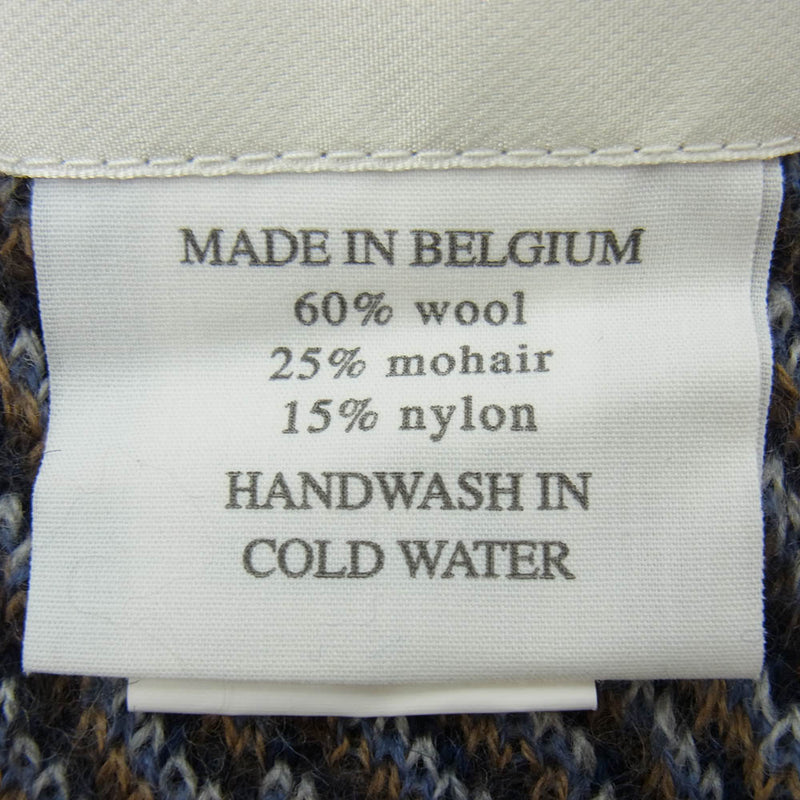 MADE IN BELGIUM
60% wool
25% mohair
15% nylon
HANDWASH IN
COLD WATER